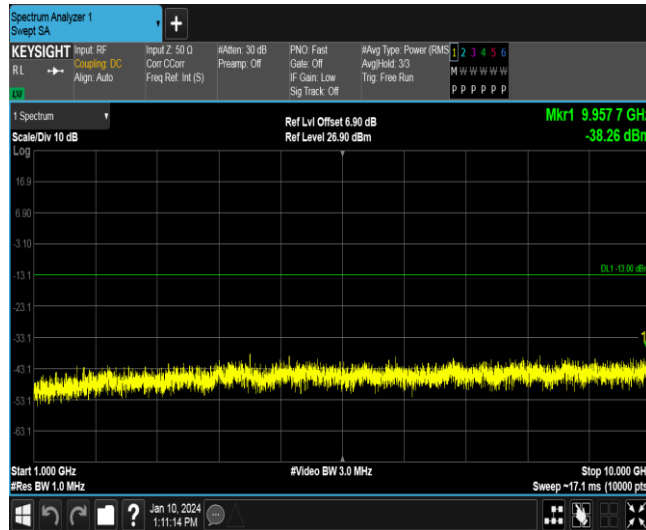 Spectrum Analyzer 1
Swept SA
+
KEYSIGHT
RL
LXI
Input: RF
Coupling: DC
Align: Auto
Input Z: 50 Ω
Corr CCorr
Freq Ref: Int (S)
#Atten: 30 dB
Preamp: Off
PNO: Fast
Gate: Off
IF Gain: Low
Sig Track: Off
#Avg Type: Power (RMS
Avg|Hold: 3/3
Trig: Free Run
1 2 3 4 5 6
M W W W W W
P P P P P P
1 Spectrum
Scale/Div 10 dB
Ref Lvl Offset 6.90 dB
Ref Level 26.90 dBm
Mkr1 9.957 7 GHz
-38.26 dBm
Log
16.9
6.90
-3.10
-13.1
DL1 -13.00 dBm
-23.1
-33.1
1
-43.1
-53.1
-63.1
Start 1.000 GHz
#Res BW 1.0 MHz
#Video BW 3.0 MHz
Stop 10.000 GHz
Sweep ~17.1 ms (10000 pts
?
Jan 10, 2024
1:11:14 PM